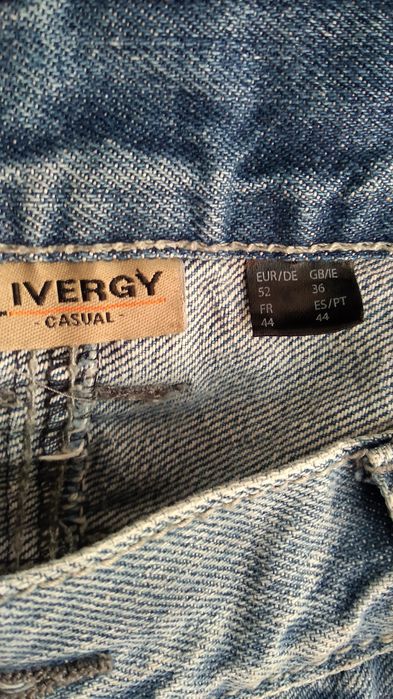 IVERGY
- CASUAL -
EUR/DE GB/IE
52 36
FR ES/PT
44 44